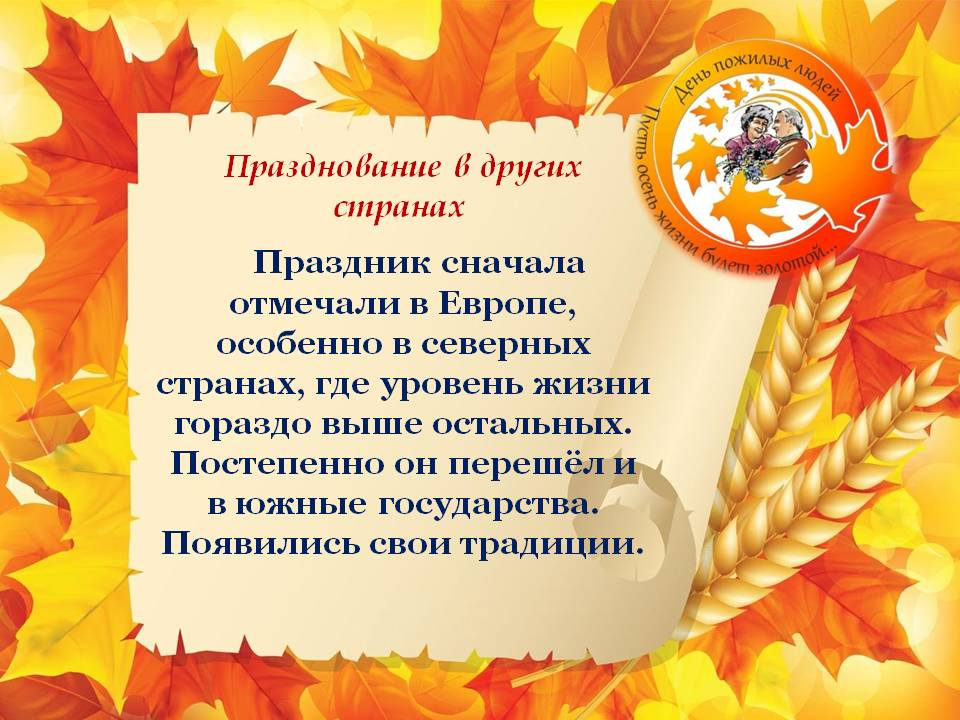 Празднование в других
странах
Праздник сначала
отмечали в Европе,
особенно в северных
странах, где уровень жизни
гораздо выше остальных.
Постепенно он перешёл и
в южные государства.
Появились свои традиции.
День пожилых людей
Пусть осень жизни будет золотой...